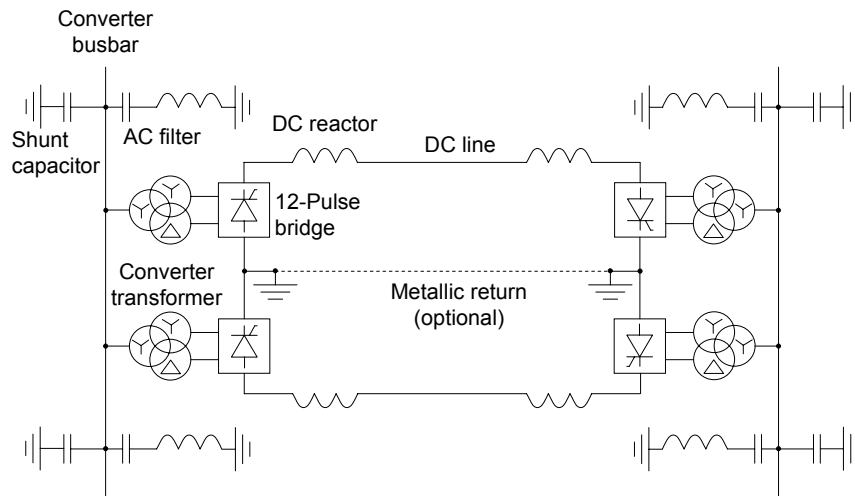 Converter
busbar
Shunt
capacitor
AC filter
DC reactor
DC line
12-Pulse
bridge
Converter
transformer
Metallic return
(optional)